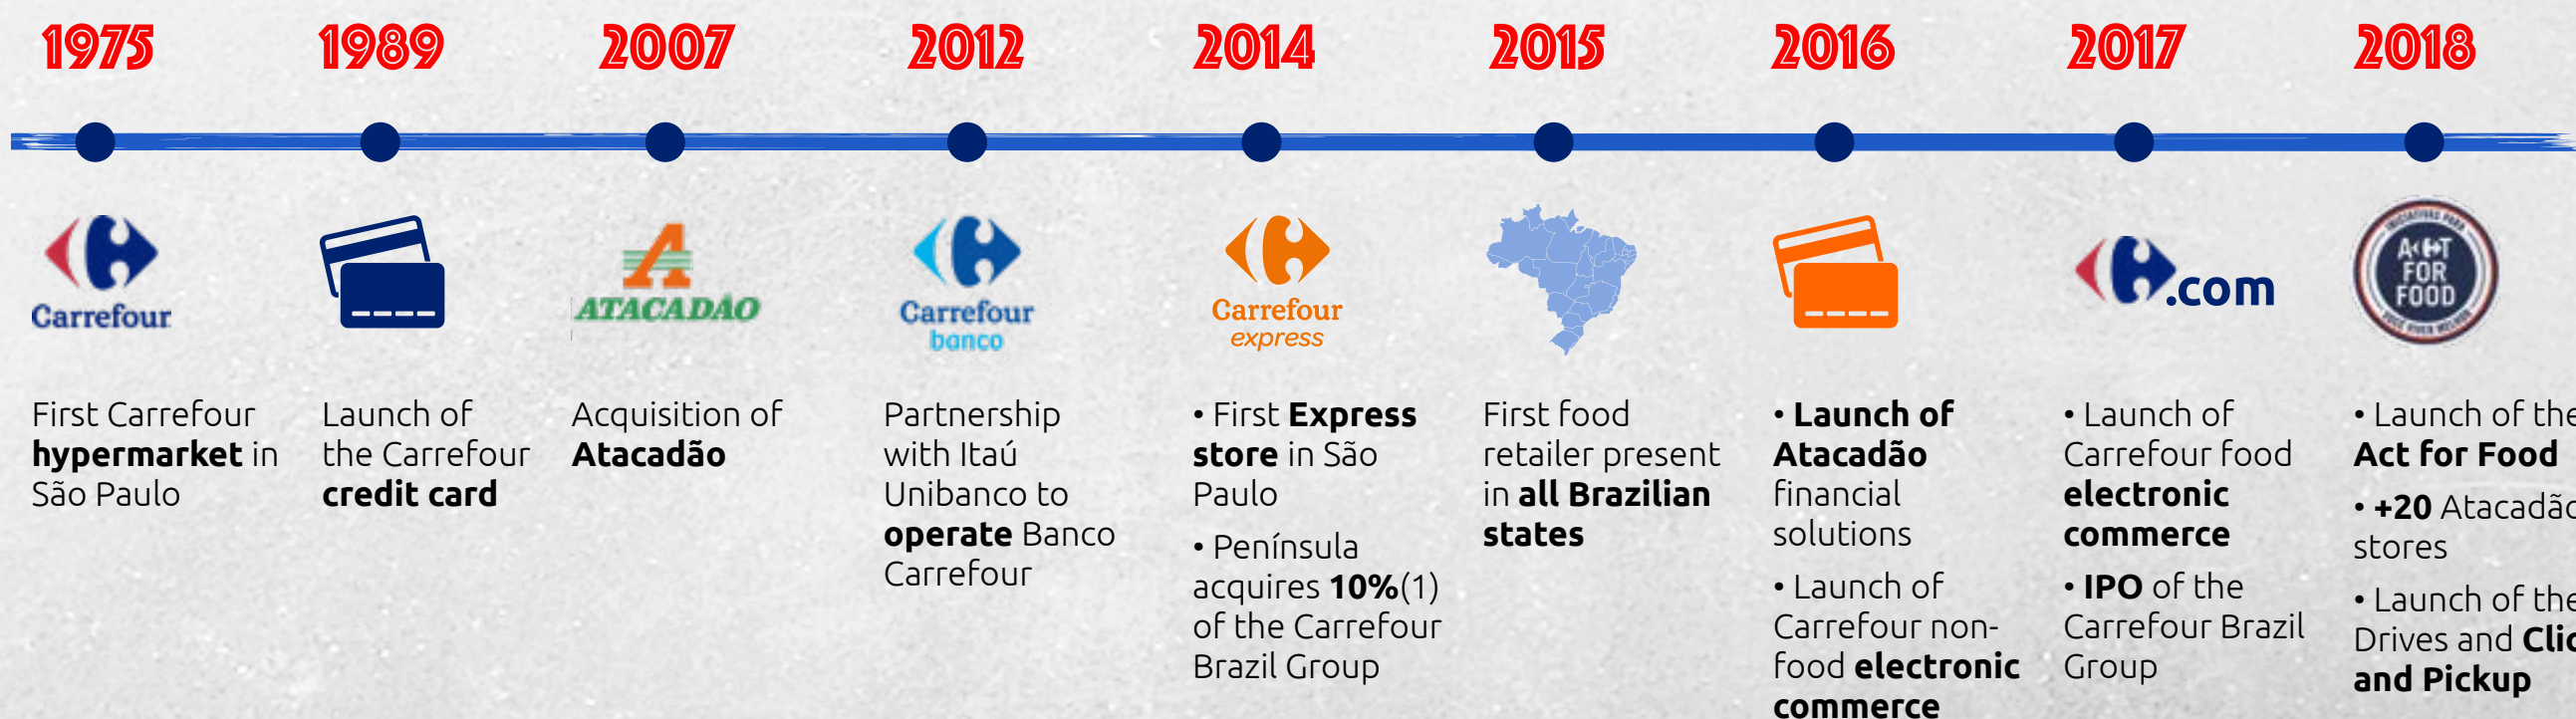 1975
1989
2007
2012
2014
2015
2016
2017
2018
Carrefour
ATACADÃO
Carrefour
banco
Carrefour
express
.com
ACT
FOR
FOOD
First Carrefour
hypermarket in
São Paulo
Launch of
the Carrefour
credit card
Acquisition of
Atacadão
Partnership
with Itaú
Unibanco to
operate Banco
Carrefour
• First Express
store in São
Paulo
• Península
acquires 10%(1)
of the Carrefour
Brazil Group
First food
retailer present
in all Brazilian
states
• Launch of
Atacadão
financial
solutions
• Launch of
Carrefour non-
food electronic
commerce
• Launch of
Carrefour food
electronic
commerce
• IPO of the
Carrefour Brazil
Group
• Launch of the
Act for Food
• +20 Atacadão
stores
• Launch of the
Drives and Clic
and Pickup